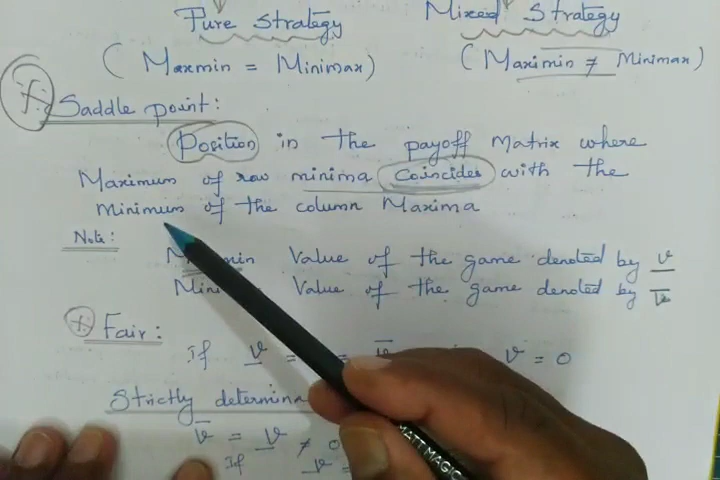 Pure Strategy Mixed Strategy
( Maxmin = Minimax) ( Maximin ≠ Minimax)
f. Saddle point:
Position in the payoff Matrix where
Maximum of row minima coincides with the
Minimum of the column Maxima
Note:
Value of the game denoted by v
Value of the game denoted by v̅
Fair:
If v = = v̅ v = 0
Strictly
v̅ = v ≠ 0
If v =
MATT MAGIC